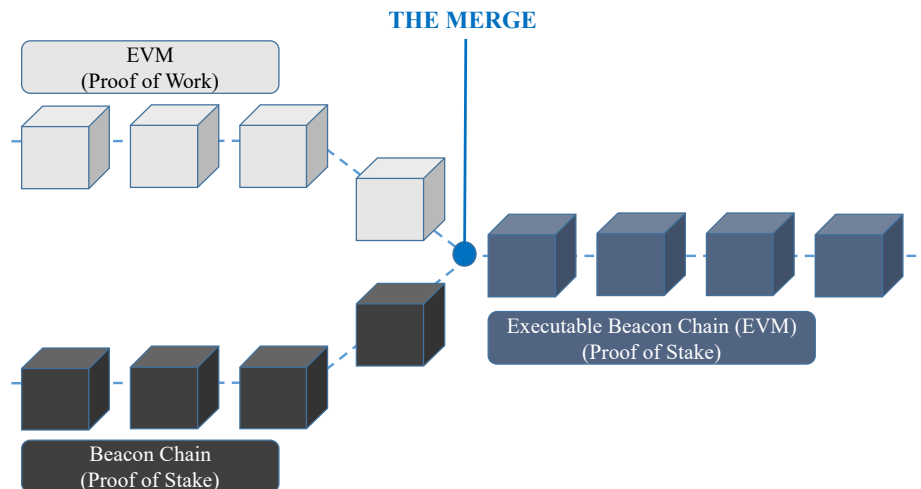 THE MERGE
EVM
(Proof of Work)
Executable Beacon Chain (EVM)
(Proof of Stake)
Beacon Chain
(Proof of Stake)